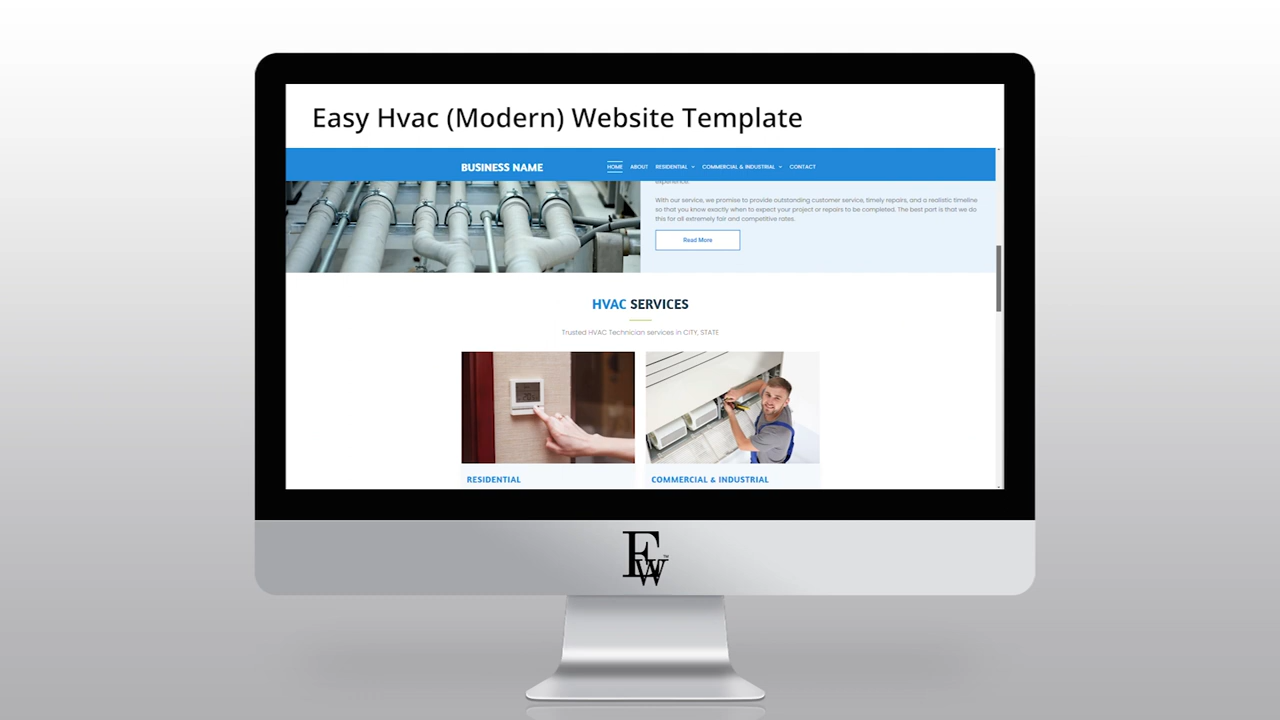 Easy Hvac (Modern) Website Template
BUSINESS NAME
HOME ABOUT RESIDENTIAL COMMERCIAL & INDUSTRIAL CONTACT
experience.
With our service, we promise to provide outstanding customer service, timely repairs, and a realistic timeline
so that you know exactly when to expect your project or repairs to be completed. The best part is that we do
this for all extremely fair and competitive rates.
Read More
HVAC SERVICES
Trusted HVAC Technician services in CITY, STATE
RESIDENTIAL
COMMERCIAL & INDUSTRIAL
EW™